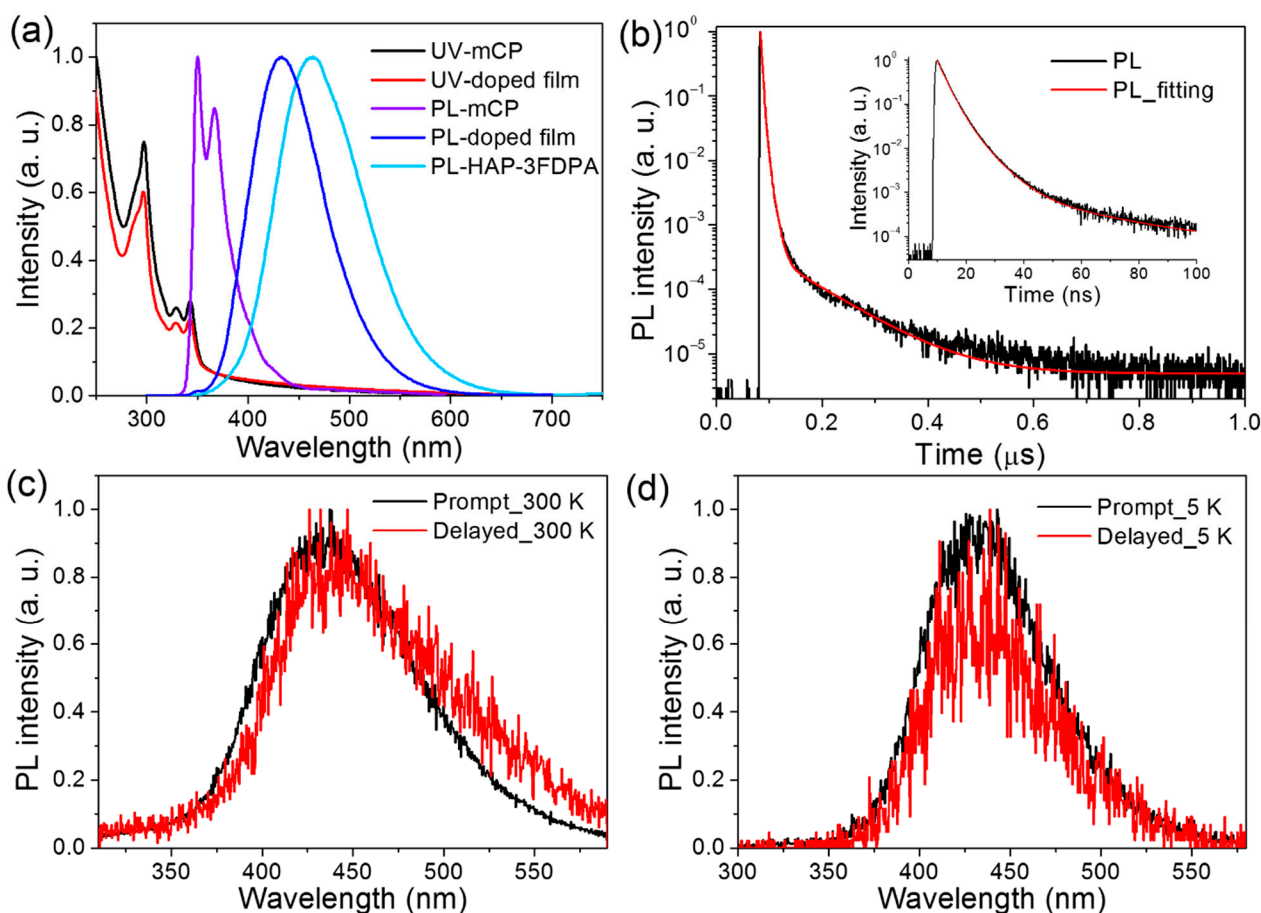 (a)
UV-mCP
UV-doped film
PL-mCP
PL-doped film
PL-HAP-3FDPA
Intensity (a. u.)
1.0
0.8
0.6
0.4
0.2
0.0
300 400 500 600 700
Wavelength (nm)
(b)
PL intensity (a. u.)
10⁰
10⁻¹
10⁻²
10⁻³
10⁻⁴
10⁻⁵
0.0 0.2 0.4 0.6 0.8 1.0
Time (μs)
PL
PL_fitting
Intensity (a. u.)
10⁰
10⁻¹
10⁻²
10⁻³
10⁻⁴
0 20 40 60 80 100
Time (ns)
(c)
Prompt_300 K
Delayed_300 K
PL intensity (a. u.)
1.0
0.8
0.6
0.4
0.2
0.0
350 400 450 500 550
Wavelength (nm)
(d)
Prompt_5 K
Delayed_5 K
PL intensity (a. u.)
1.0
0.8
0.6
0.4
0.2
0.0
300 350 400 450 500 550
Wavelength (nm)